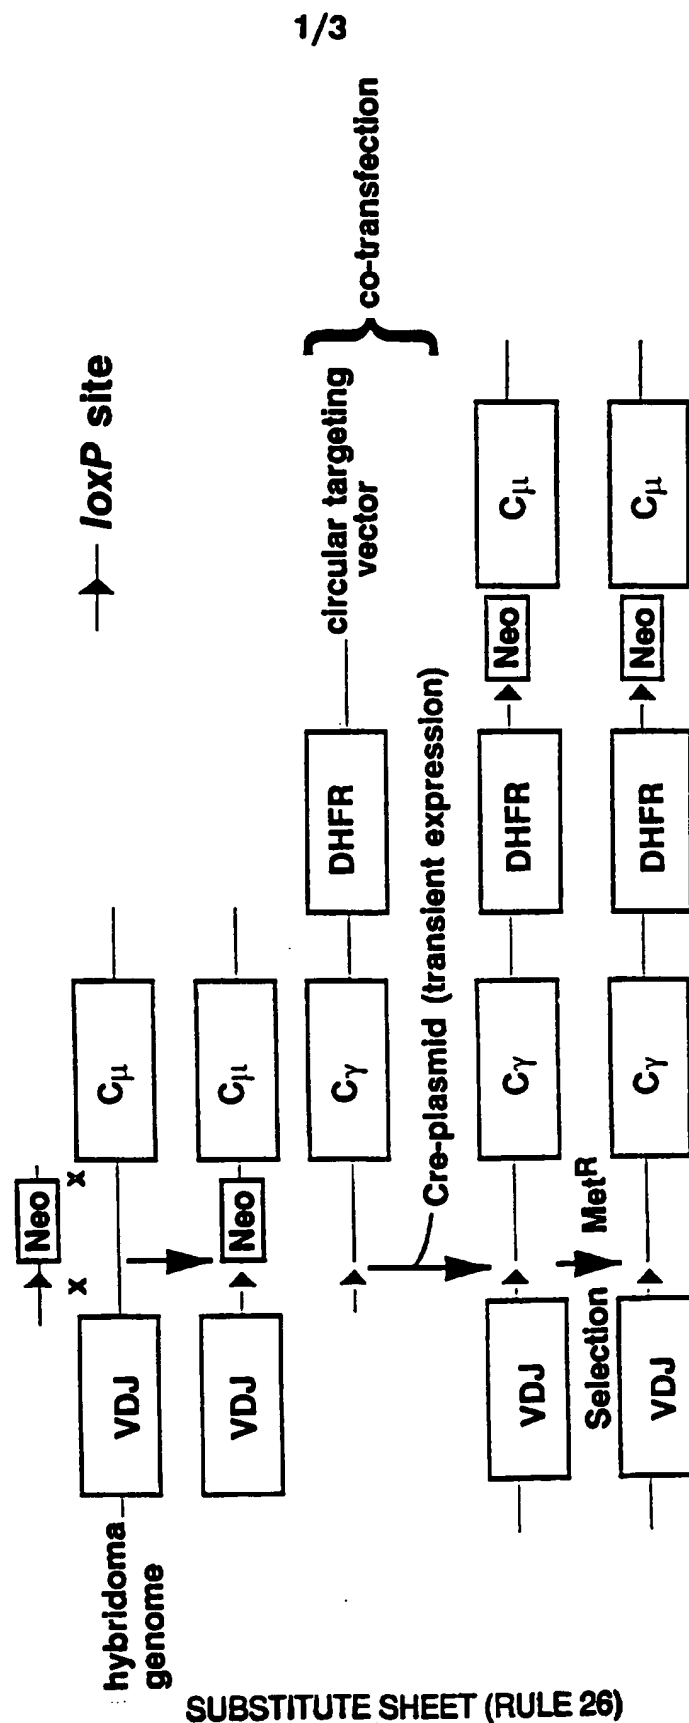 1/3
loxP site
Neo
x x
hybridoma
genome
VDJ
Cμ
VDJ
Neo
Cμ
Cγ
DHFR
circular targeting
vector
co-transfection
Cre-plasmid (transient expression)
VDJ
Cγ
DHFR
Neo
Cμ
Selection
MetR
VDJ
Cγ
DHFR
Neo
Cμ
SUBSTITUTE SHEET (RULE 26)